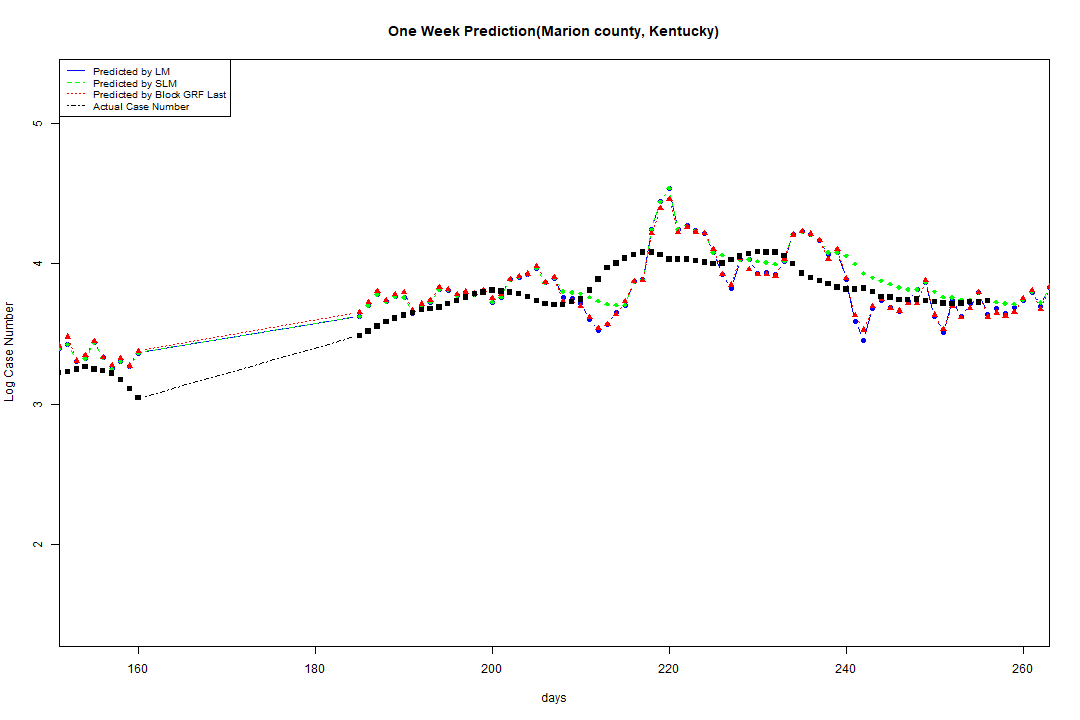 One Week Prediction(Marion county, Kentucky)
Predicted by LM
Predicted by SLM
Predicted by Block GRF Last
Actual Case Number
5
4
3
2
Log Case Number
160 180 200 220 240 260
days